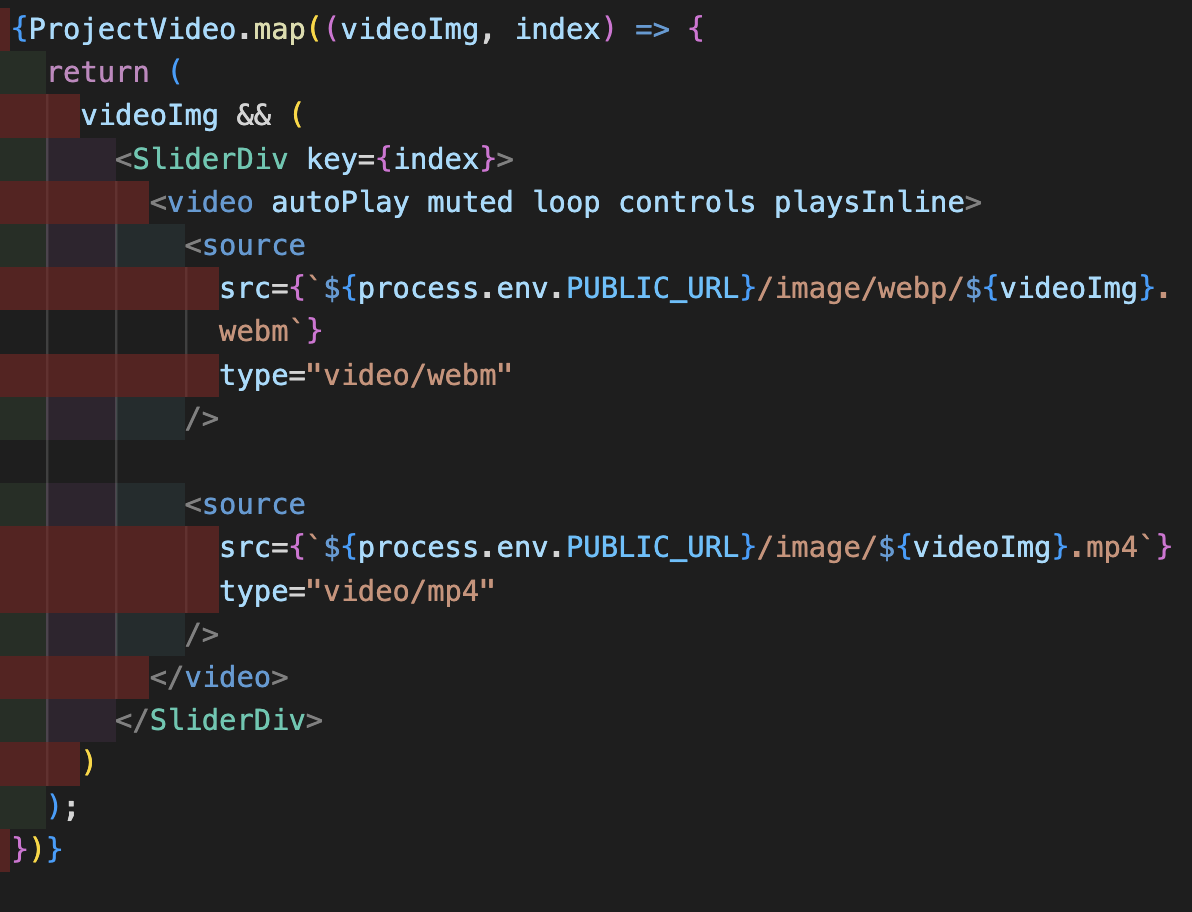 {ProjectVideo.map((videoImg, index) => {
return (
videoImg && (
<SliderDiv key={index}>
<video autoPlay muted loop controls playsInline>
<source
src={`${process.env.PUBLIC_URL}/image/webp/${videoImg}.
webm`}
type="video/webm"
/>
<source
src={`${process.env.PUBLIC_URL}/image/${videoImg}.mp4`}
type="video/mp4"
/>
</video>
</SliderDiv>
)
);
})}